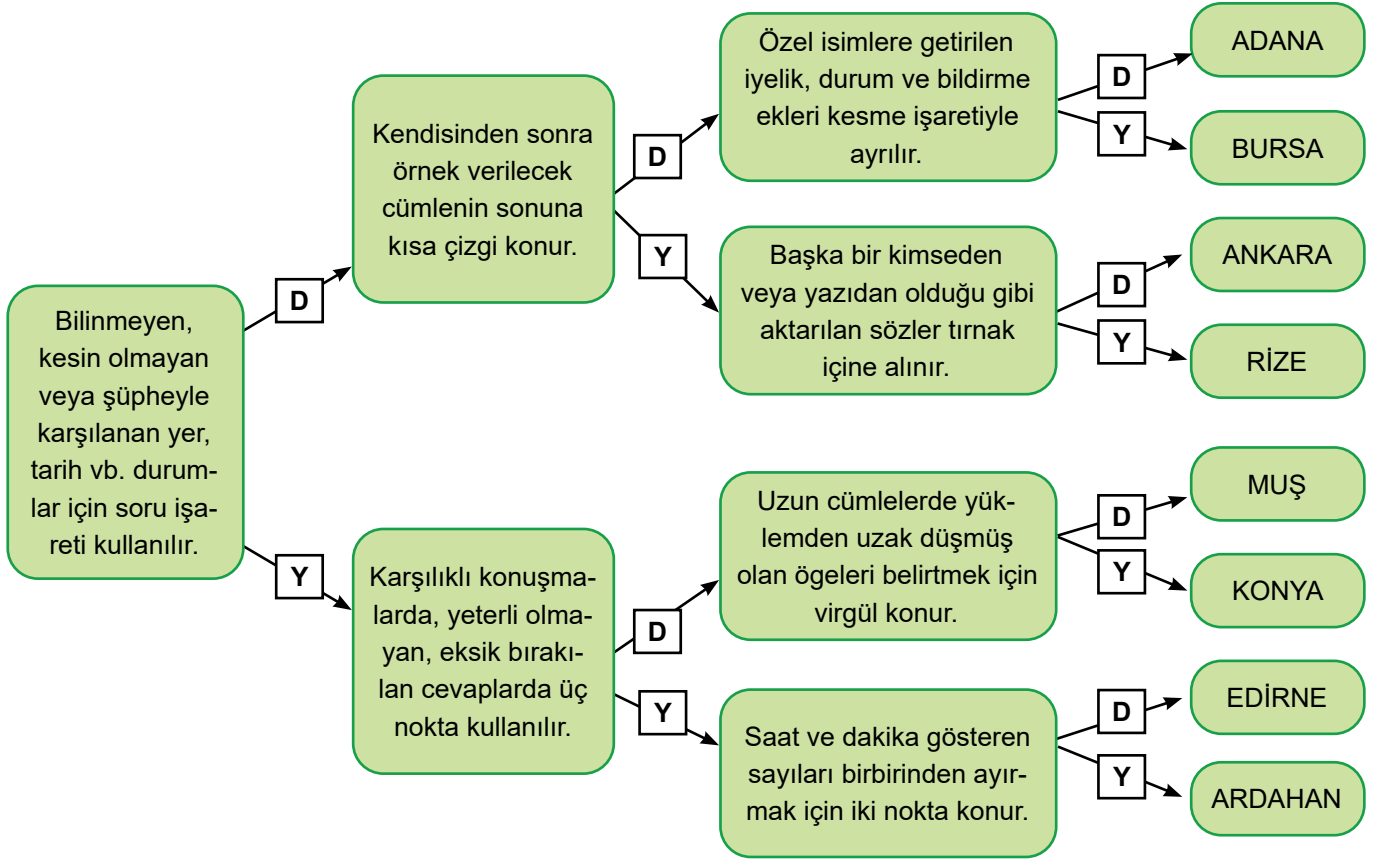 Bilinmeyen,
kesin olmayan
veya şüpheyle
karşılanan yer,
tarih vb. durum-
lar için soru işa-
reti kullanılır.
D
Y
Kendisinden sonra
örnek verilecek
cümlenin sonuna
kısa çizgi konur.
D
Y
Karşılıklı konuşma-
larda, yeterli olma-
yan, eksik bırakı-
lan cevaplarda üç
nokta kullanılır.
D
Y
Özel isimlere getirilen
iyelik, durum ve bildirme
ekleri kesme işaretiyle
ayrılır.
D
Y
ADANA
BURSA
Başka bir kimseden
veya yazıdan olduğu gibi
aktarılan sözler tırnak
içine alınır.
D
Y
ANKARA
RİZE
Uzun cümlelerde yük-
lemden uzak düşmüş
olan ögeleri belirtmek için
virgül konur.
D
Y
MUŞ
KONYA
Saat ve dakika gösteren
sayıları birbirinden ayır-
mak için iki nokta konur.
D
Y
EDİRNE
ARDAHAN